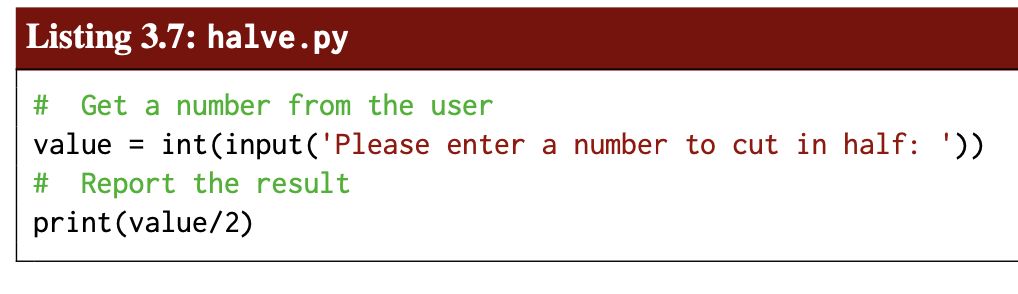 Listing 3.7: halve.py
#  Get a number from the user
value = int(input('Please enter a number to cut in half: '))
#  Report the result
print(value/2)